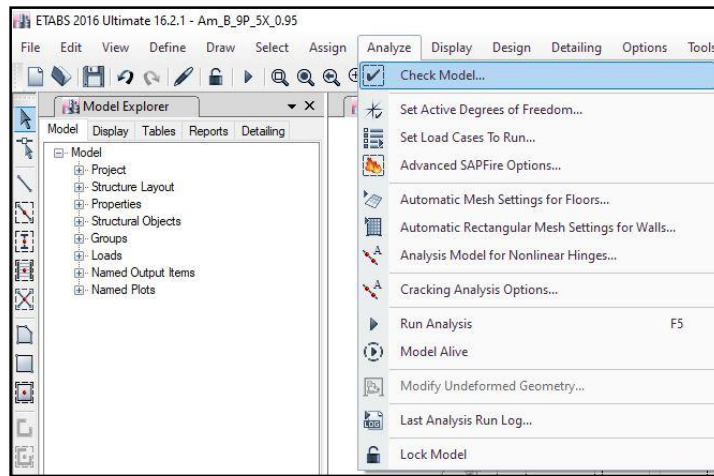 ETABS 2016 Ultimate 16.2.1 - Am_B_9P_5X_0.95
File Edit View Define Draw Select Assign Analyze Display Design Detailing Options Tools
Model Explorer
Model Display Tables Reports Detailing
Model
Project
Structure Layout
Properties
Structural Objects
Groups
Loads
Named Output Items
Named Plots
Check Model...
Set Active Degrees of Freedom...
Set Load Cases To Run...
Advanced SAPFire Options...
Automatic Mesh Settings for Floors...
Automatic Rectangular Mesh Settings for Walls...
Analysis Model for Nonlinear Hinges...
Cracking Analysis Options...
Run Analysis F5
Model Alive
Modify Undeformed Geometry...
Last Analysis Run Log...
Lock Model